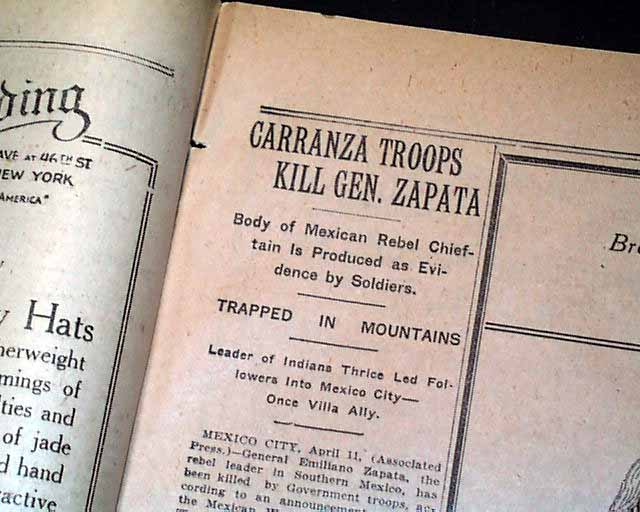 ding
AVE AT 46TH ST
NEW YORK
AMERICA"
Hats
nerweight
mings of
ties and
of jade
d hand
ractive
CARRANZA TROOPS
KILL GEN. ZAPATA
Body of Mexican Rebel Chief-
tain Is Produced as Evi-
dence by Soldiers.
TRAPPED IN MOUNTAINS
Leader of Indians Thrice Led Fol-
lowers Into Mexico City—
Once Villa Ally.
MEXICO CITY, April 11, (Associated
Press.)—General Emiliano Zapata, the
rebel leader in Southern Mexico, has
been killed by Government troops, ac-
cording to an announcement
the Mexican
Bro